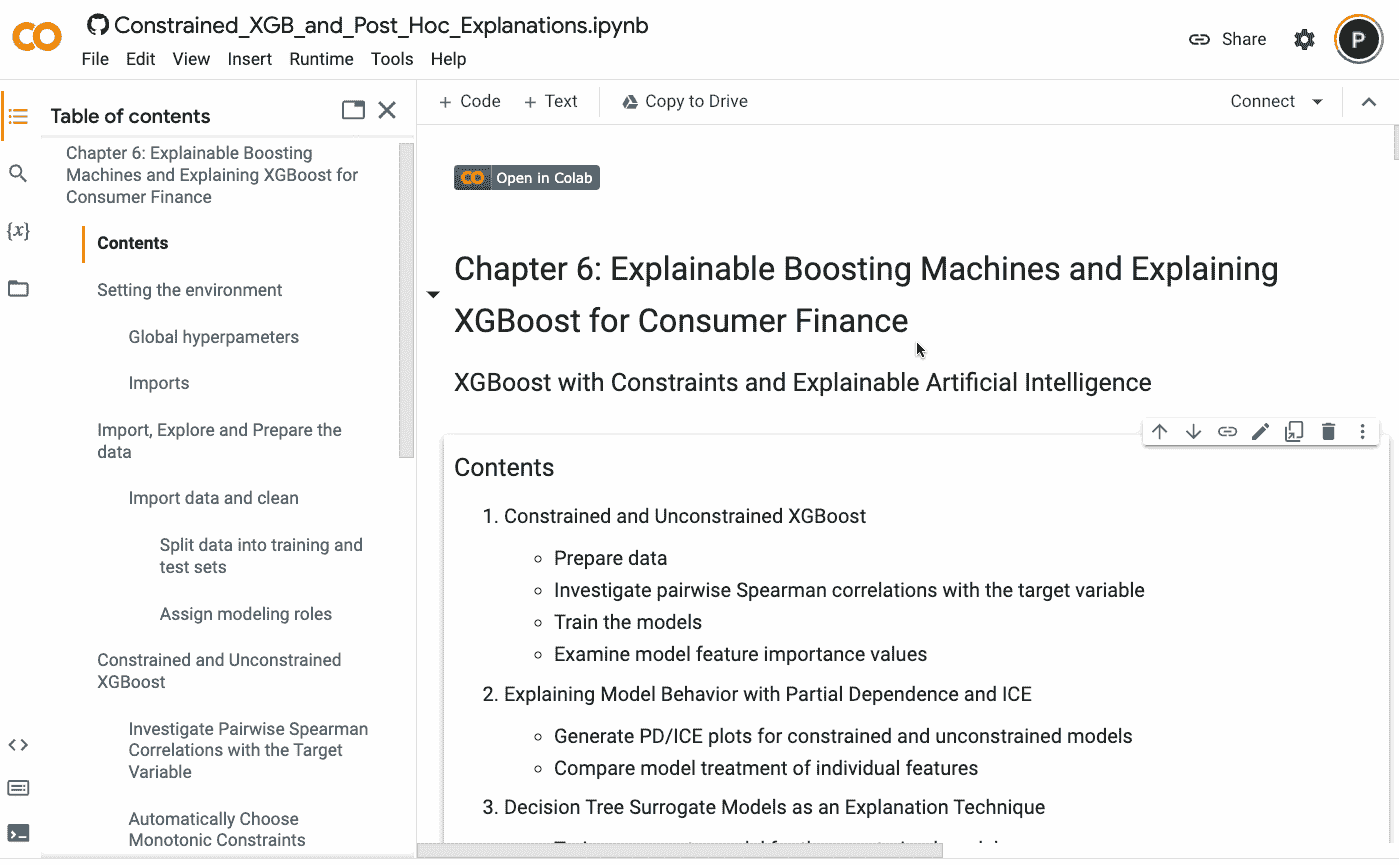 Constrained_XGB_and_Post_Hoc_Explanations.ipynb
File Edit View Insert Runtime Tools Help
Share
P
Table of contents
+ Code + Text Copy to Drive
Connect
Chapter 6: Explainable Boosting
Machines and Explaining XGBoost for
Consumer Finance
{x}
Contents
Setting the environment
Global hyperpameters
Imports
Import, Explore and Prepare the
data
Import data and clean
Split data into training and
test sets
Assign modeling roles
Constrained and Unconstrained
XGBoost
Investigate Pairwise Spearman
Correlations with the Target
Variable
Automatically Choose
Monotonic Constraints
Open in Colab
Chapter 6: Explainable Boosting Machines and Explaining
XGBoost for Consumer Finance
XGBoost with Constraints and Explainable Artificial Intelligence
Contents
1. Constrained and Unconstrained XGBoost
Prepare data
Investigate pairwise Spearman correlations with the target variable
Train the models
Examine model feature importance values
2. Explaining Model Behavior with Partial Dependence and ICE
Generate PD/ICE plots for constrained and unconstrained models
Compare model treatment of individual features
3. Decision Tree Surrogate Models as an Explanation Technique